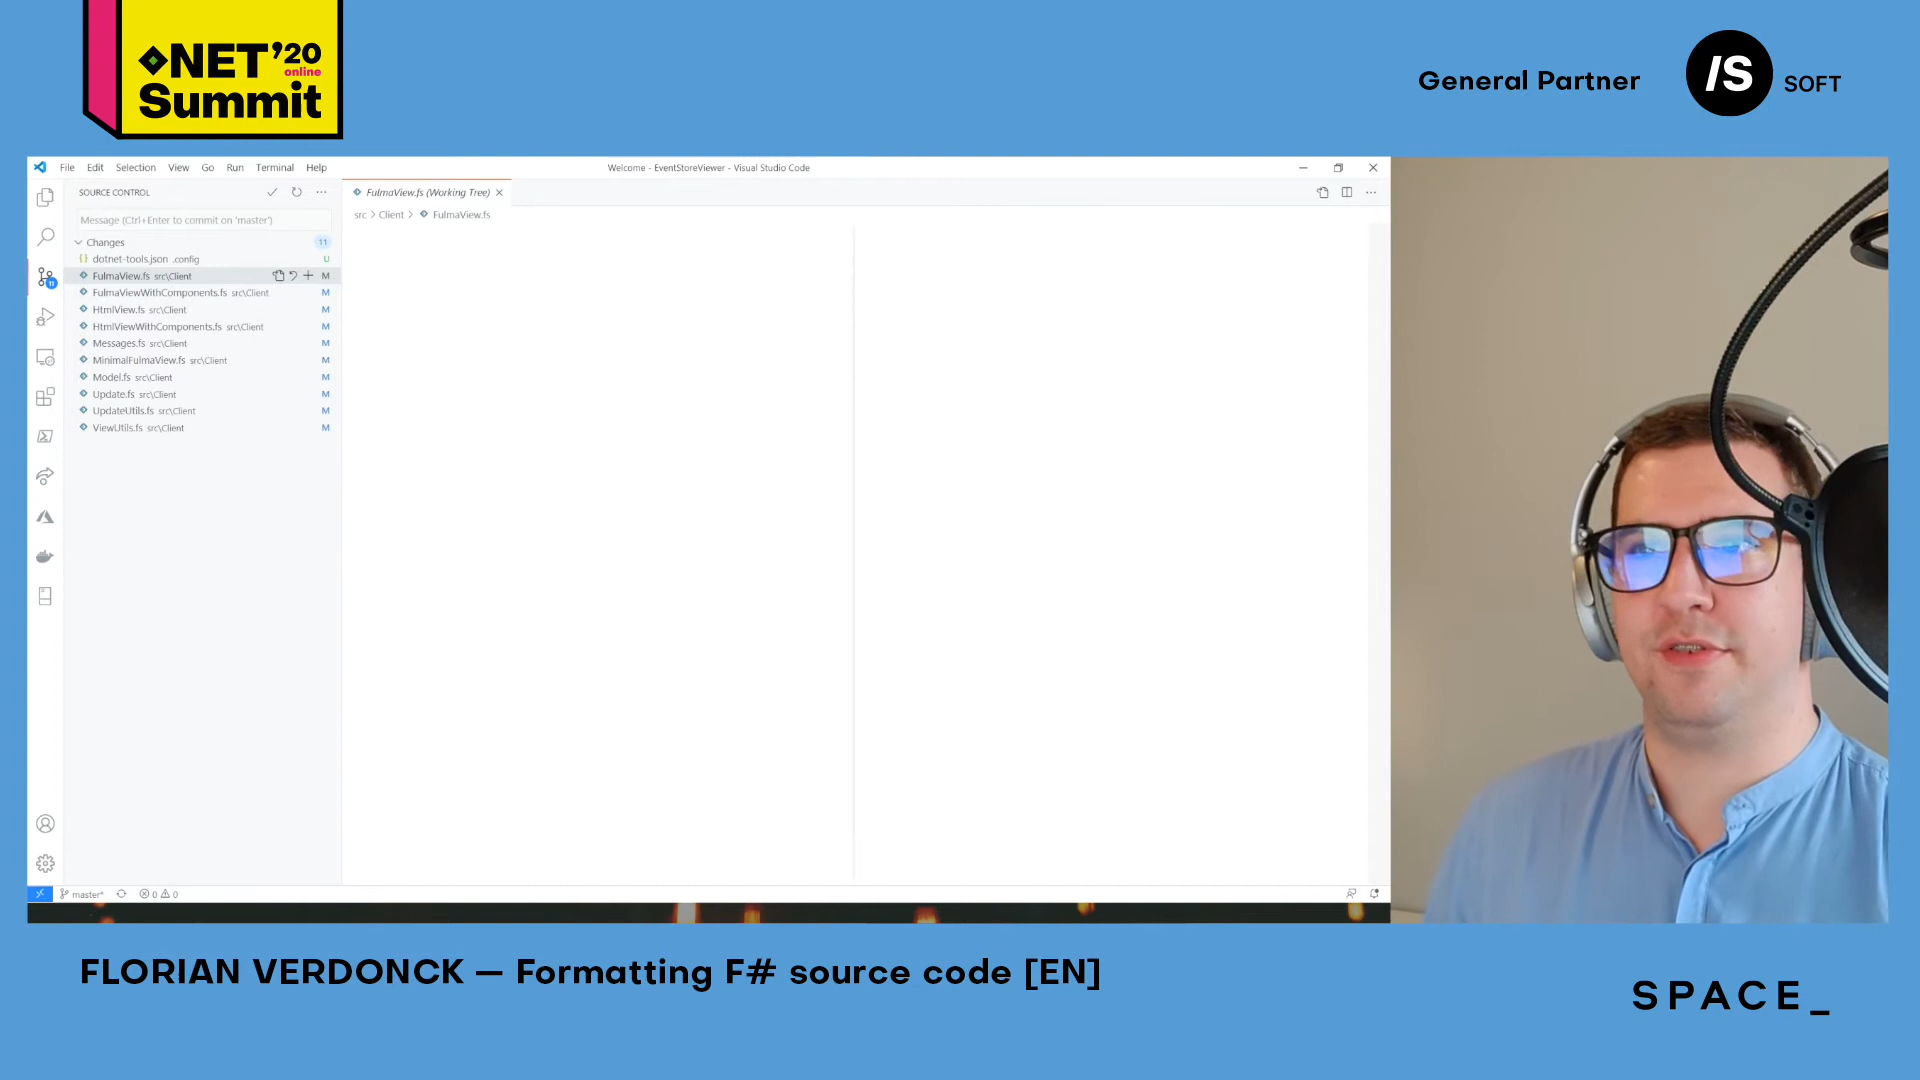 NET'20
online
Summit
General Partner
/S SOFT
File Edit Selection View Go Run Terminal Help
Welcome - EventStoreViewer - Visual Studio Code
SOURCE CONTROL
FulmaView.fs (Working Tree)
Message (Ctrl+Enter to commit on 'master')
src > Client > FulmaView.fs
Changes 11
dotnet-tools.json .config U
FulmaView.fs src\Client M
FulmaViewWithComponents.fs src\Client M
HtmlView.fs src\Client M
HtmlViewWithComponents.fs src\Client M
Messages.fs src\Client M
MinimalFulmaView.fs src\Client M
Model.fs src\Client M
Update.fs src\Client M
UpdateUtils.fs src\Client M
ViewUtils.fs src\Client M
11
master* 0 0
FLORIAN VERDONCK — Formatting F# source code [EN]
SPACE_